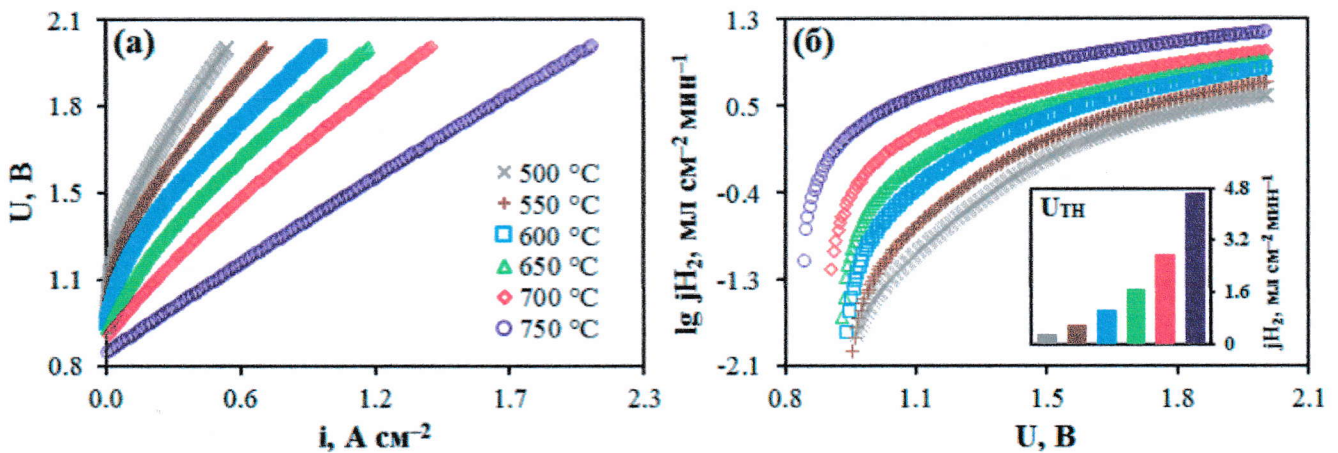 (а)
2.1
1.8
1.5
1.1
1.1
0.8
U, В
0.0
0.6
1.2
1.7
2.3
i, А см⁻²
500 °C
550 °C
600 °C
650 °C
700 °C
750 °C
(б)
1.3
0.5
-0.4
-1.3
-2.1
lg jH₂, мл см⁻² мин⁻¹
0.8
1.1
1.5
1.8
2.1
U, В
Uтн
4.8
3.2
1.6
0
jH₂, мл см⁻² мин⁻¹